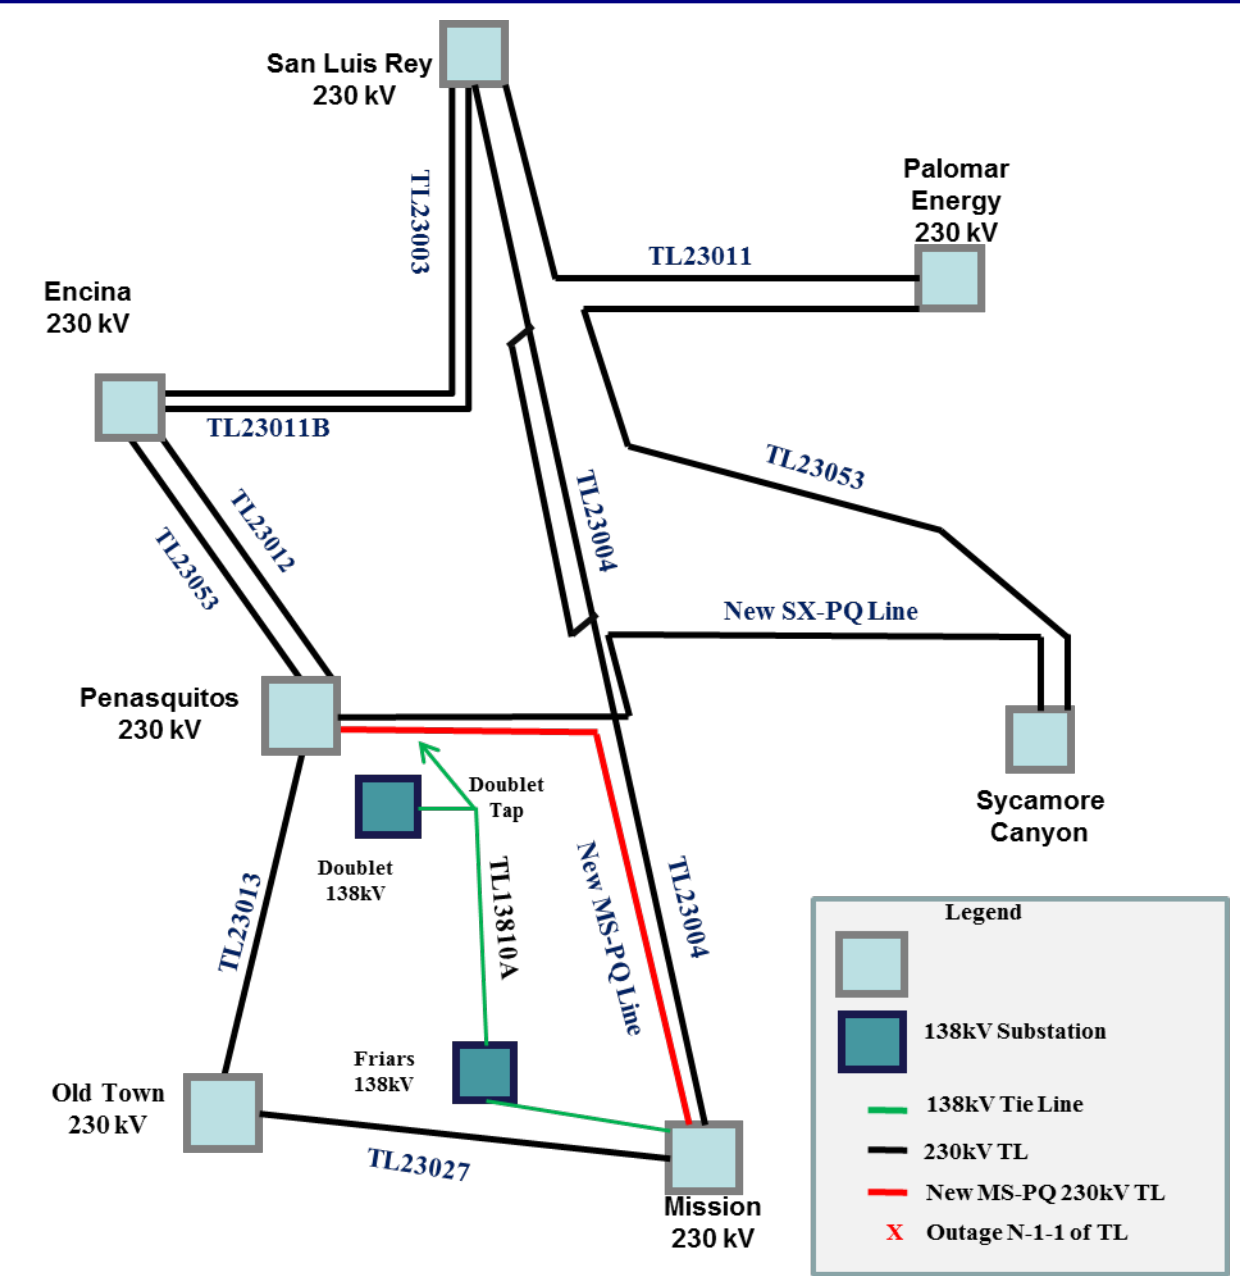 San Luis Rey
230 kV
Palomar
Energy
230 kV
TL23003
TL23011
Encina
230 kV
TL23011B
TL23053
TL23012
TL23004
TL23053
New SX-PQ Line
Penasquitos
230 kV
Doublet
Tap
Sycamore
Canyon
Doublet
138kV
TL23013
TL13810A
New MS-PQ Line
TL23004
Friars
138kV
Old Town
230 kV
TL23027
Mission
230 kV
Legend
138kV Substation
138kV Tie Line
230kV TL
New MS-PQ 230kV TL
X Outage N-1-1 of TL